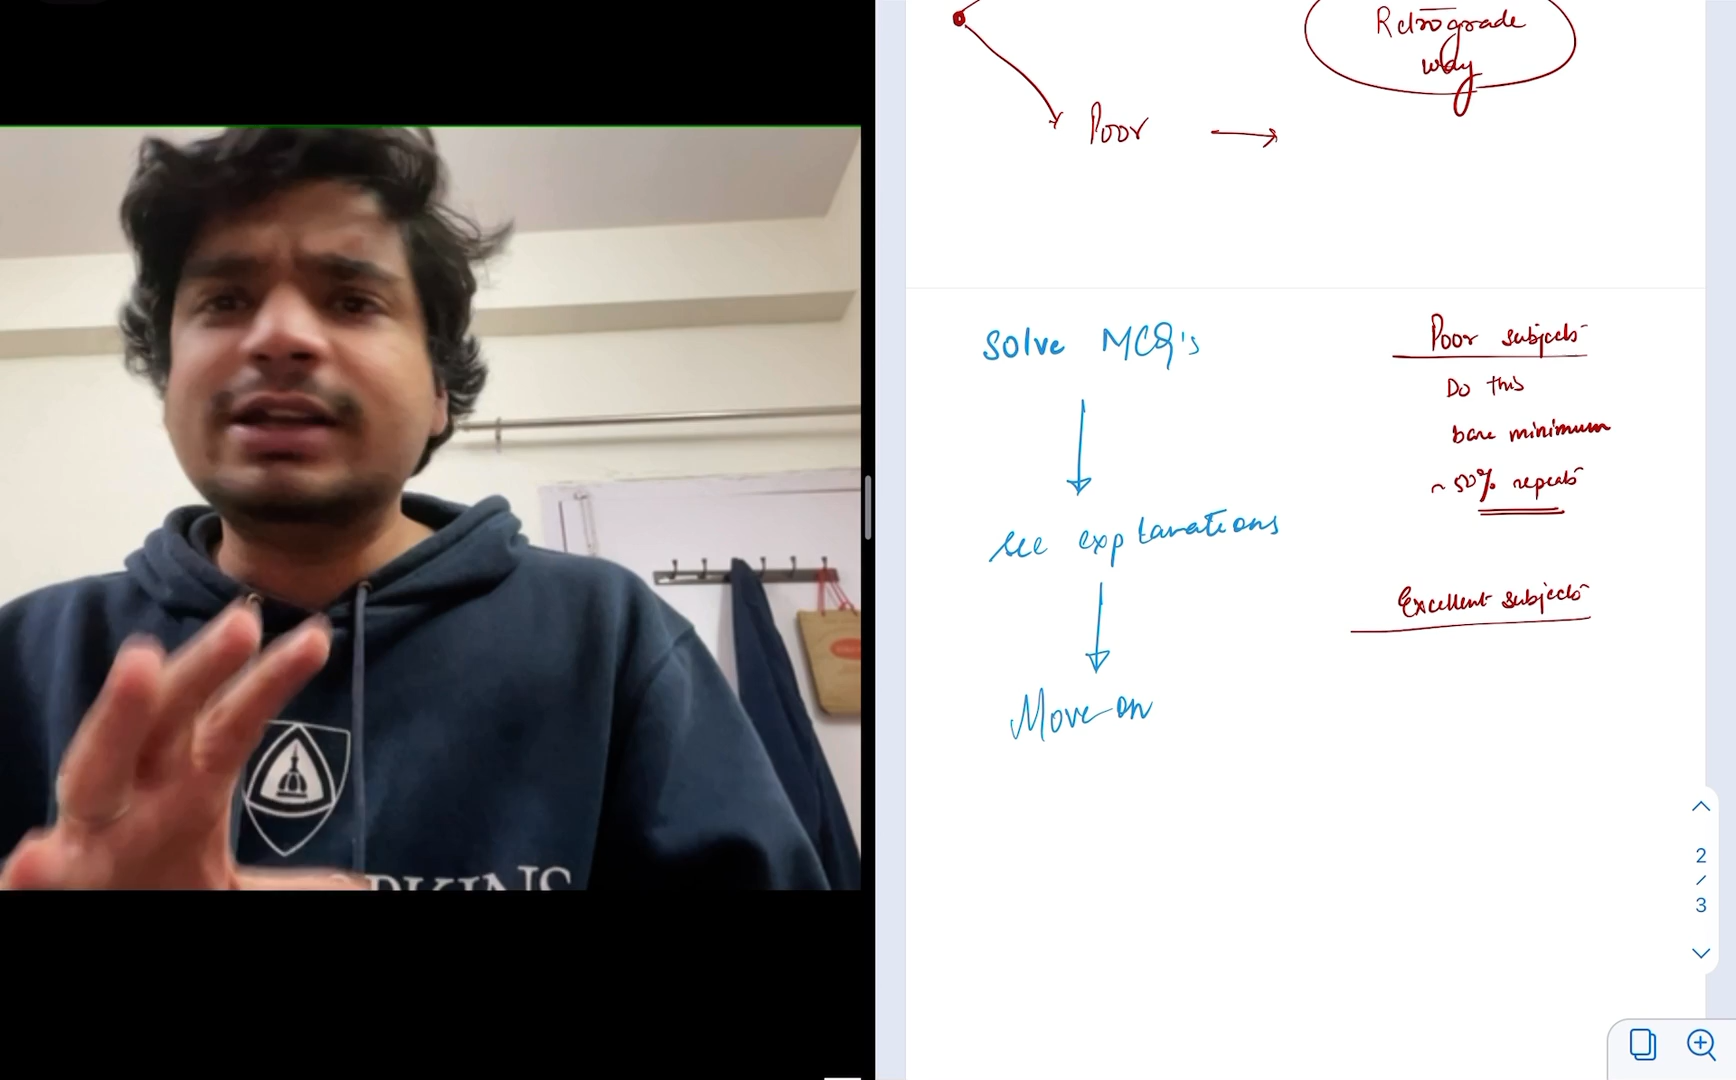 Retrograde
way
Poor
Solve MCQ's
see explanations
Move on
Poor subjects
Do this
bare minimum
~ 50% repeats
Excellent subjects
2
/
3